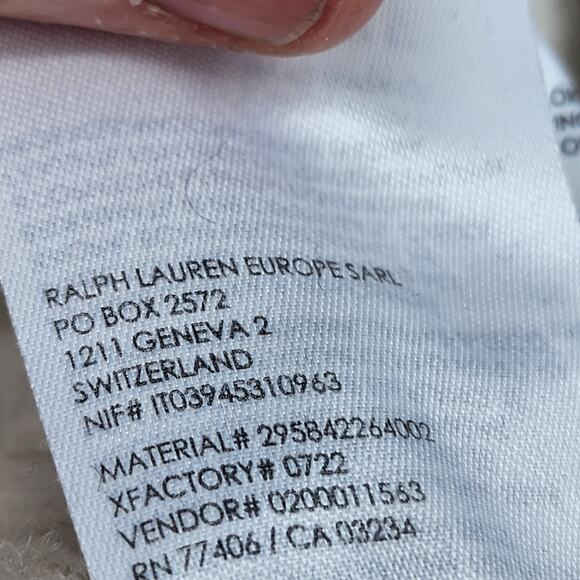 RALPH LAUREN EUROPE SARL
PO BOX 2572
1211 GENEVA 2
SWITZERLAND
NIF# IT03945310963
MATERIAL# 295842264002
XFACTORY# 0722
VENDOR# 0200011563
RN 77406 / CA 03234